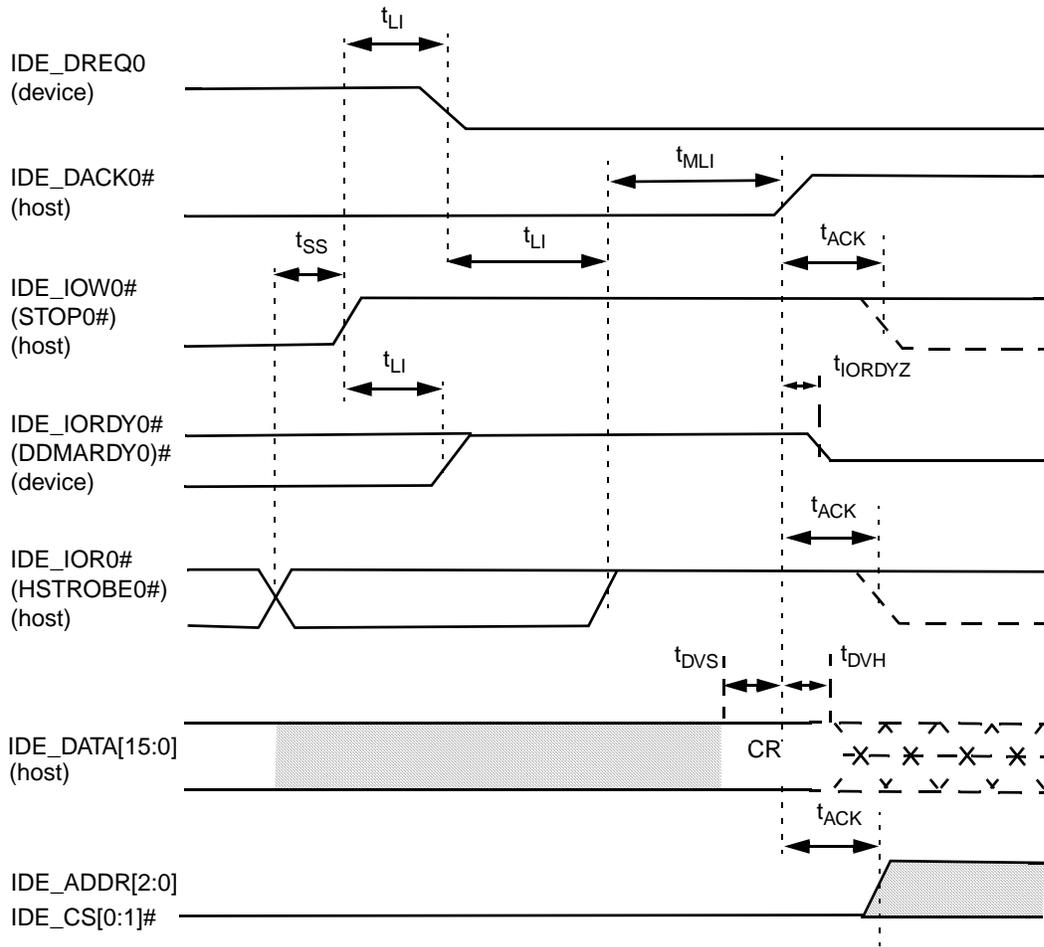 tLI
IDE_DREQ0
(device)
tMLI
IDE_DACK0#
(host)
tSS
tLI
tACK
IDE_IOW0#
(STOP0#)
(host)
tLI
tIORDYZ
IDE_IORDY0#
(DDMARDY0)#
(device)
tACK
IDE_IOR0#
(HSTROBE0#)
(host)
tDVS
tDVH
IDE_DATA[15:0]
(host)
CR
tACK
IDE_ADDR[2:0]
IDE_CS[0:1]#